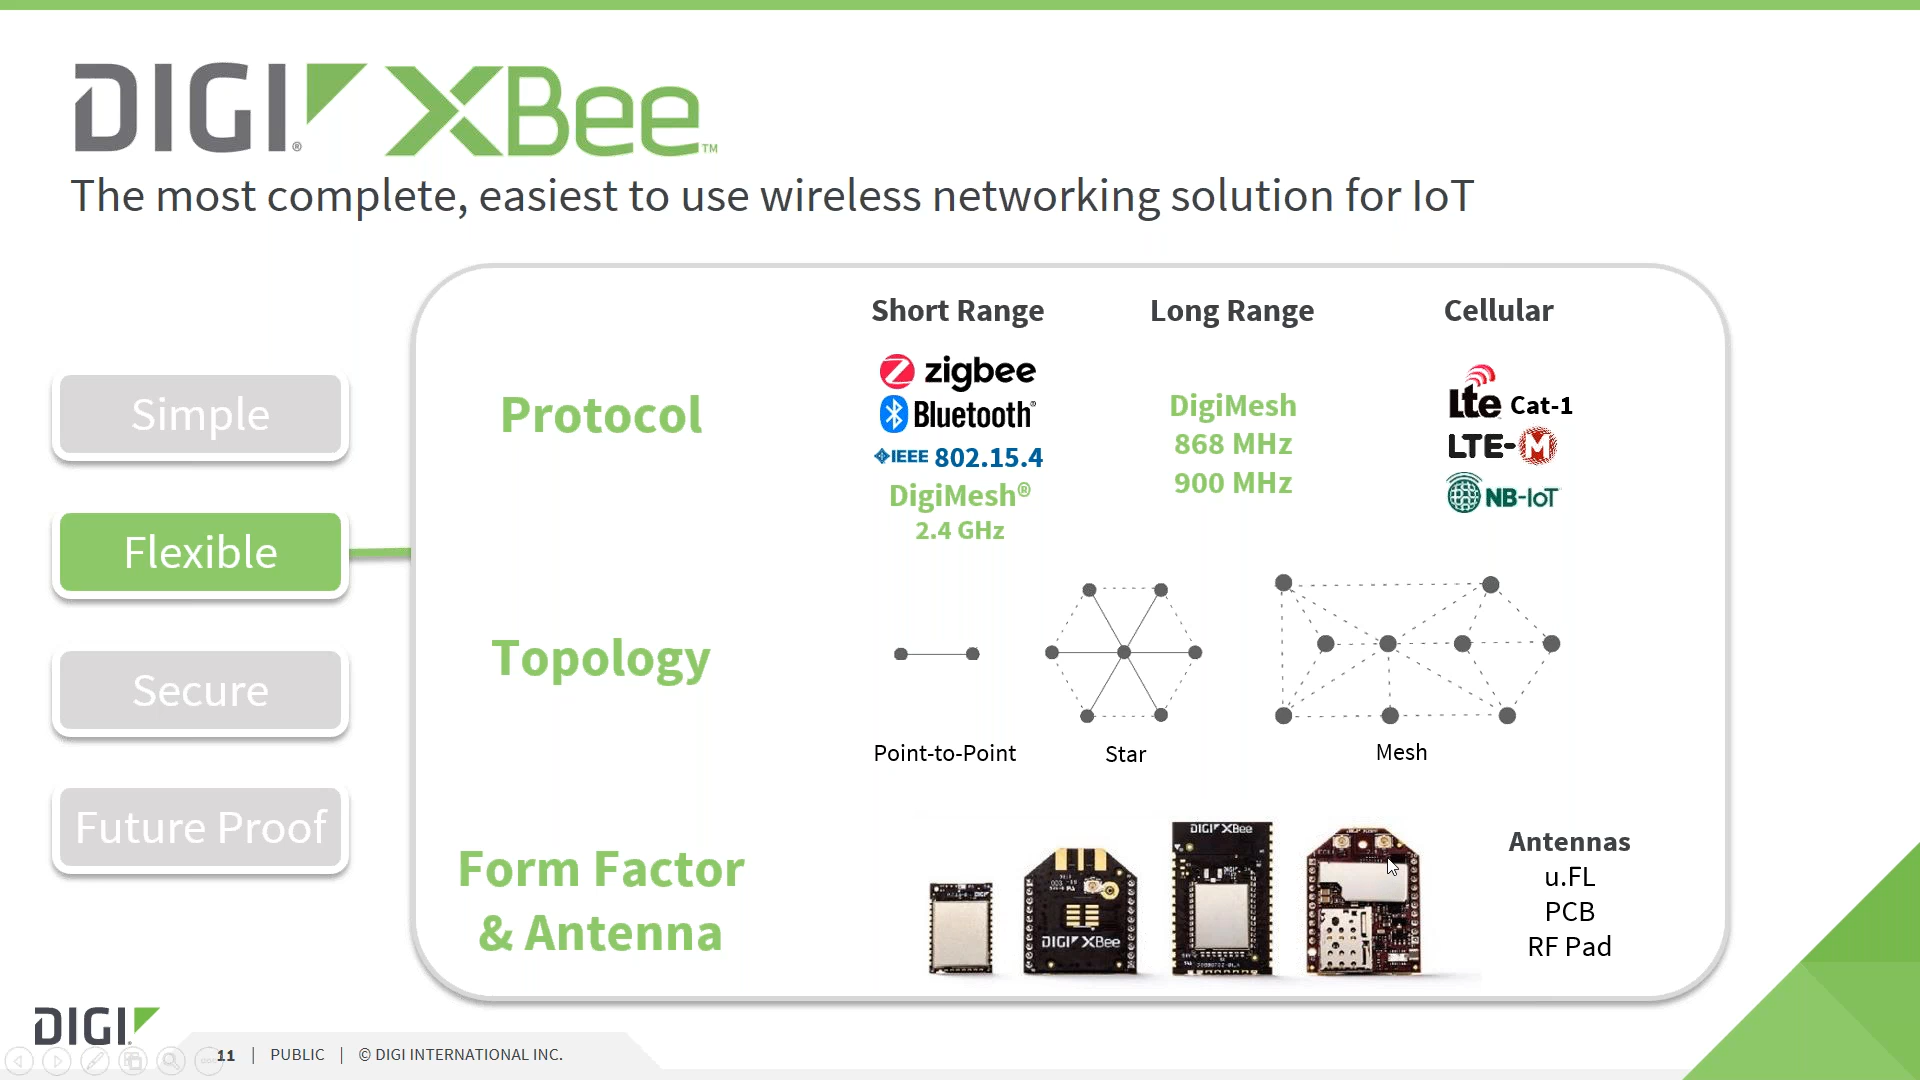 DIGI® XBee™
The most complete, easiest to use wireless networking solution for IoT
Simple
Flexible
Secure
Future Proof
Short Range
Long Range
Cellular
Protocol
zigbee
Bluetooth®
IEEE 802.15.4
DigiMesh®
2.4 GHz
DigiMesh
868 MHz
900 MHz
Lte Cat-1
LTE-M
NB-IoT
Topology
Point-to-Point
Star
Mesh
Form Factor
& Antenna
DIGI XBee
DIGI XBee
Antennas
u.FL
PCB
RF Pad
DIGI
11 | PUBLIC | © DIGI INTERNATIONAL INC.